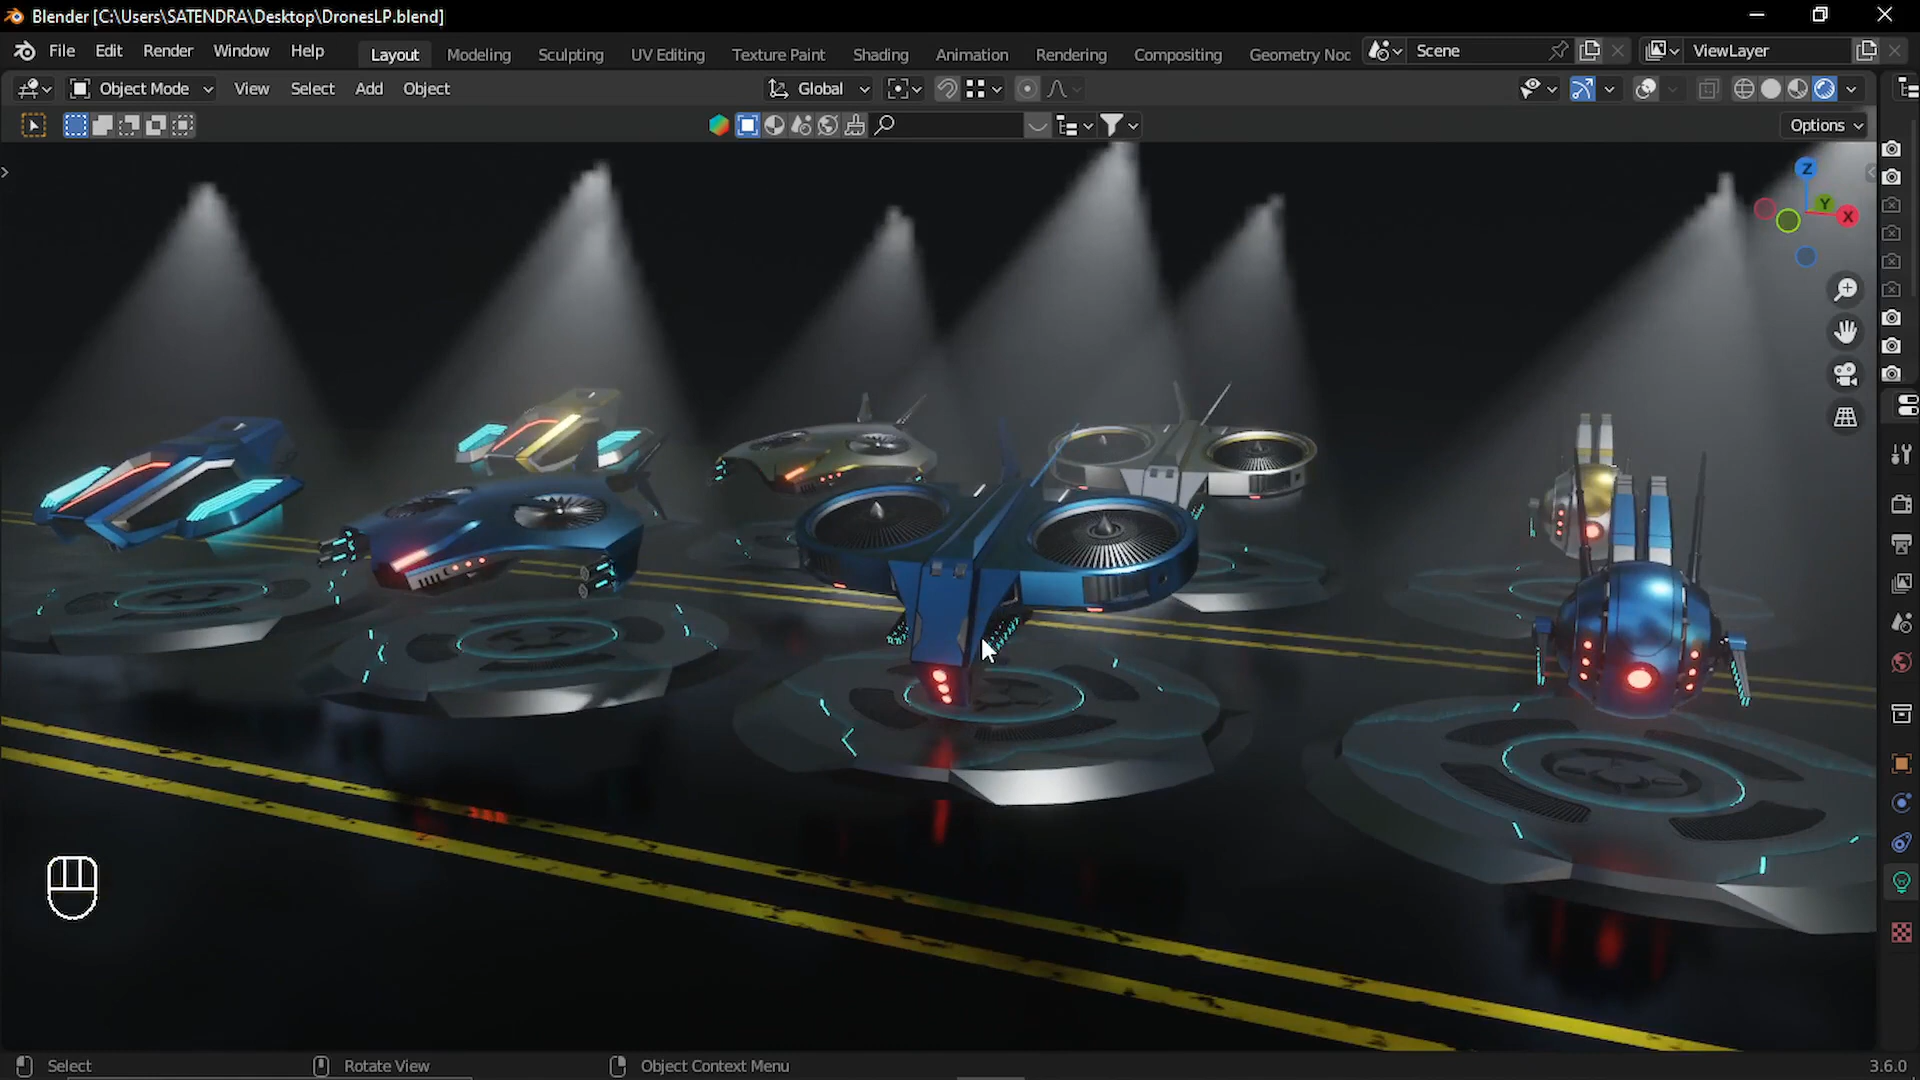 Blender [C:\Users\SATENDRA\Desktop\DronesLP.blend]
File Edit Render Window Help Layout Modeling Sculpting UV Editing Texture Paint Shading Animation Rendering Compositing Geometry Noc Scene ViewLayer
Object Mode View Select Add Object Global
Options
Z
Y
X
Select Rotate View Object Context Menu 3.6.0